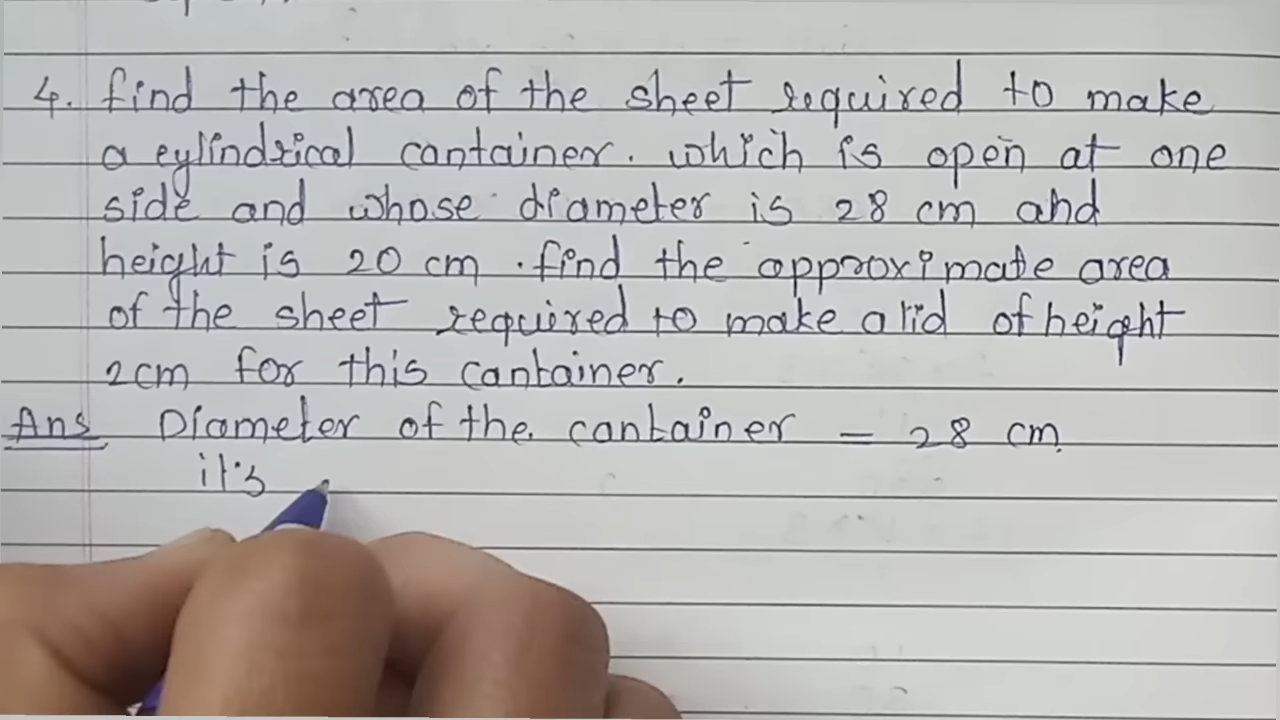 4. find the area of the sheet required to make
a cylindrical container. which is open at one
side and whose diameter is 28 cm and
height is 20 cm. find the approximate area
of the sheet required to make a lid of height
2cm for this container.
Ans Diameter of the container = 28 cm.
it's